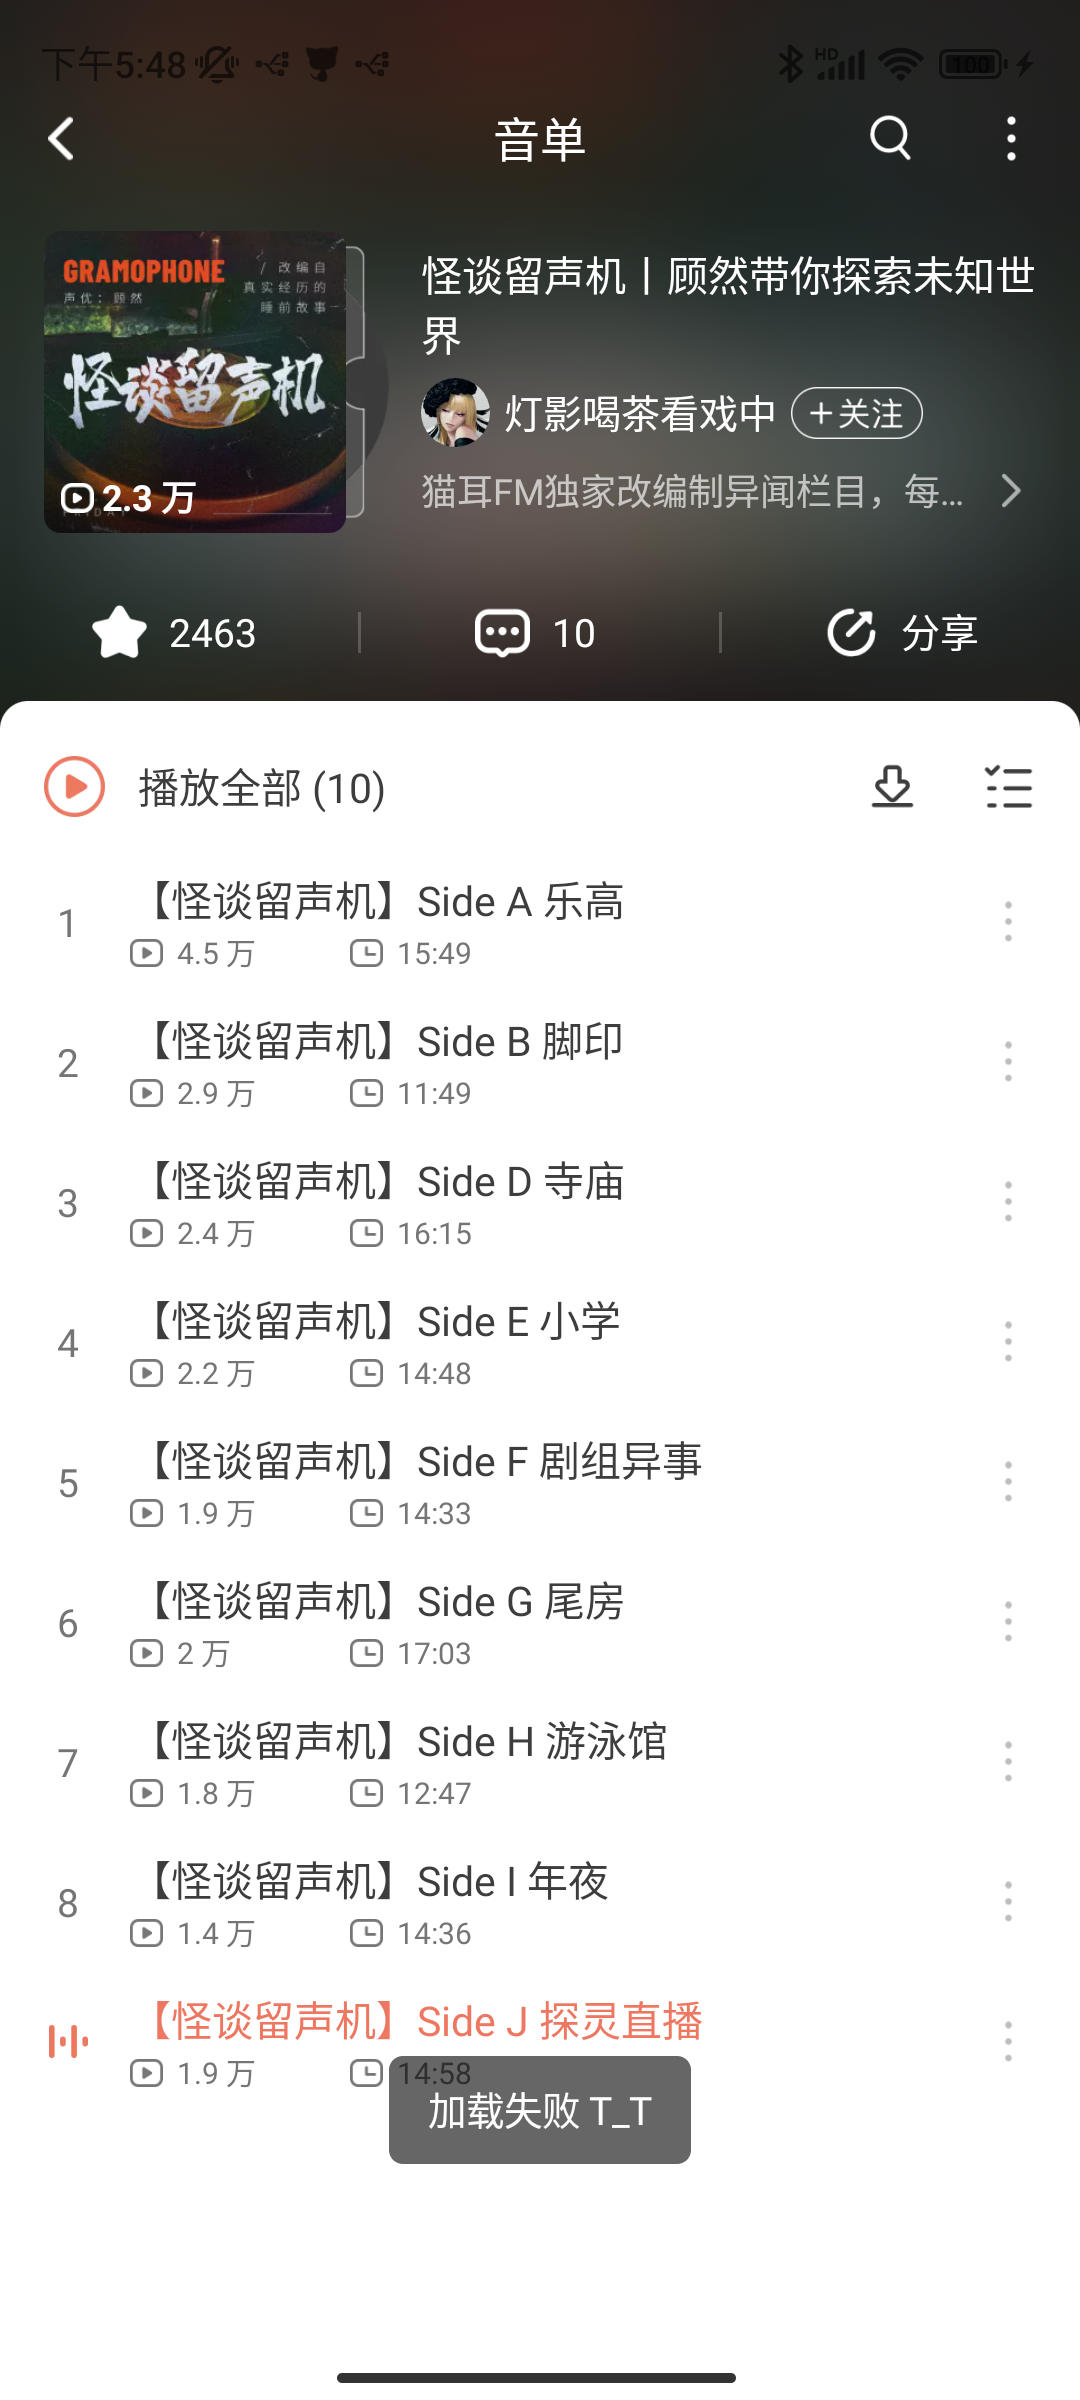 下午5:48
HD
100
音单
GRAMOPHONE
声优：顾然
/ 改编自
真实经历的
睡前故事
怪谈留声机
2.3 万
怪谈留声机丨顾然带你探索未知世
界
灯影喝茶看戏中
+关注
猫耳FM独家改编制异闻栏目，每...
2463
10
分享
播放全部 (10)
1
【怪谈留声机】Side A 乐高
4.5 万
15:49
2
【怪谈留声机】Side B 脚印
2.9 万
11:49
3
【怪谈留声机】Side D 寺庙
2.4 万
16:15
4
【怪谈留声机】Side E 小学
2.2 万
14:48
5
【怪谈留声机】Side F 剧组异事
1.9 万
14:33
6
【怪谈留声机】Side G 尾房
2 万
17:03
7
【怪谈留声机】Side H 游泳馆
1.8 万
12:47
8
【怪谈留声机】Side I 年夜
1.4 万
14:36
【怪谈留声机】Side J 探灵直播
1.9 万
14:58
加载失败 T_T